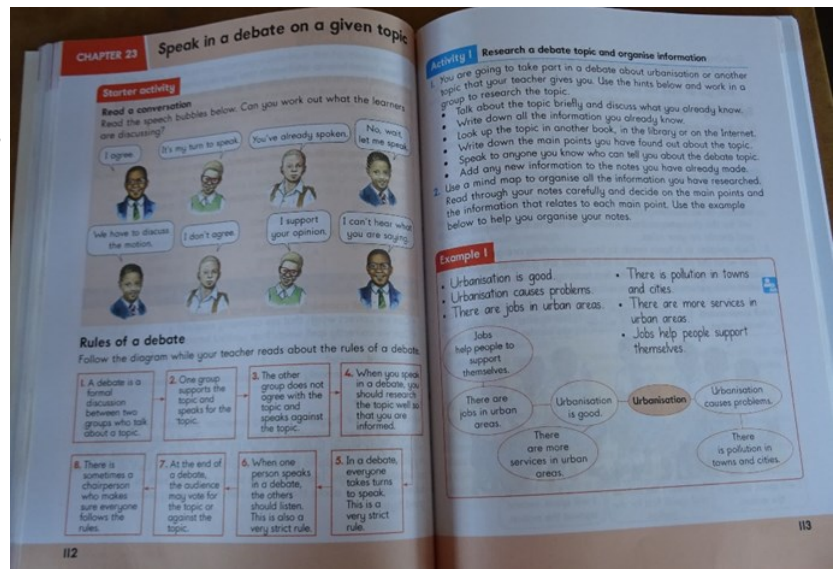 CHAPTER 23
Speak in a debate on a given topic
Starter activity
Read a conversation
Read the speech bubbles below. Can you work out what the learners
are discussing?
I agree.
It's my turn to speak.
You've already spoken.
No, wait,
let me speak.
We have to discuss
the motion.
I don't agree.
I support
your opinion.
I can't hear what
you are saying.
Rules of a debate
Follow the diagram while your teacher reads about the rules of a debate.
1. A debate is a
formal
discussion
between two
groups who talk
about a topic.
2. One group
supports the
topic and
speaks for the
topic.
3. The other
group does not
agree with the
topic and
speaks against
the topic.
4. When you speak
in a debate, you
should research
the topic well so
that you are
informed.
5. In a debate,
everyone
takes turns
to speak.
This is a
very strict
rule.
6. When one
person speaks
in a debate,
the others
should listen.
This is also a
very strict rule.
7. At the end of
a debate,
the audience
may vote for
the topic or
against the
topic.
8. There is
sometimes a
chairperson
who makes
sure everyone
follows the
rules.
112
Activity 1
Research a debate topic and organise information
1. You are going to take part in a debate about urbanisation or another
topic that your teacher gives you. Use the hints below and work in a
group to research the topic.
• Talk about the topic briefly and discuss what you already know.
• Write down all the information you already know.
• Look up the topic in another book, in the library or on the Internet.
• Write down the main points you have found out about the topic.
• Speak to anyone you know who can tell you about the debate topic.
• Add any new information to the notes you have already made.
2. Use a mind map to organise all the information you have researched.
Read through your notes carefully and decide on the main points and
the information that relates to each main point. Use the example
below to help you organise your notes.
Example 1
• Urbanisation is good.
• Urbanisation causes problems.
• There are jobs in urban areas.
• There is pollution in towns
and cities.
• There are more services in
urban areas.
• Jobs help people support
themselves.
Jobs
help people to
support
themselves.
There are
jobs in urban
areas.
Urbanisation
is good.
Urbanisation
Urbanisation
causes problems.
There
are more
services in urban
areas.
There
is pollution in
towns and cities.
113